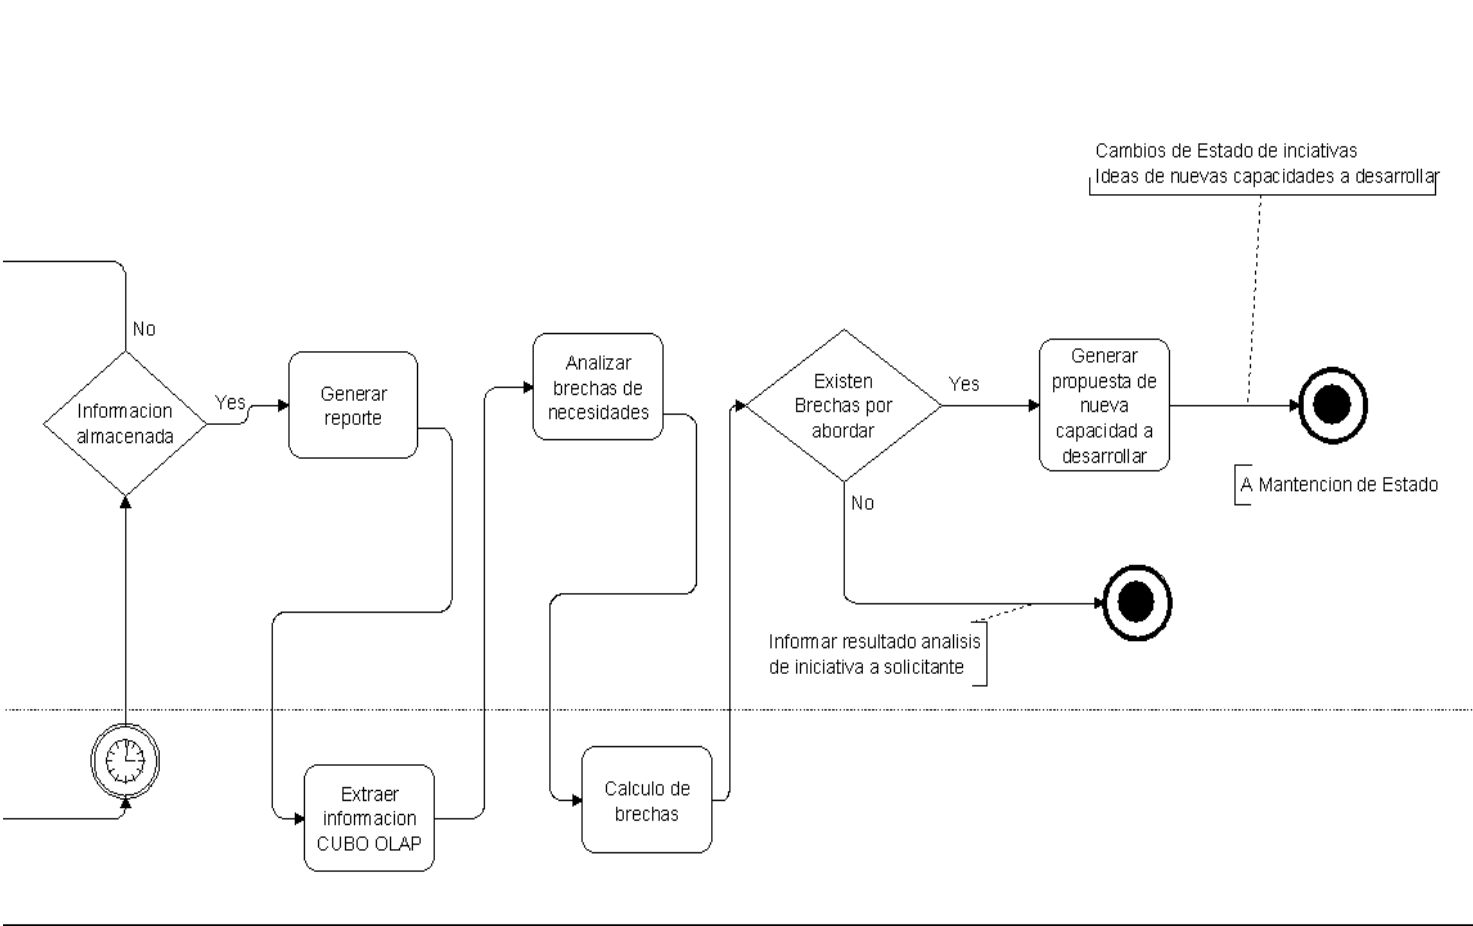 Cambios de Estado de inciativas
Ideas de nuevas capacidades a desarrollar
No
Informacion
almacenada
Yes
Generar
reporte
Analizar
brechas de
necesidades
Existen
Brechas por
abordar
Yes
Generar
propuesta de
nueva
capacidad a
desarrollar
A Mantencion de Estado
No
Informar resultado analisis
de iniciativa a solicitante
Extraer
informacion
CUBO OLAP
Calculo de
brechas